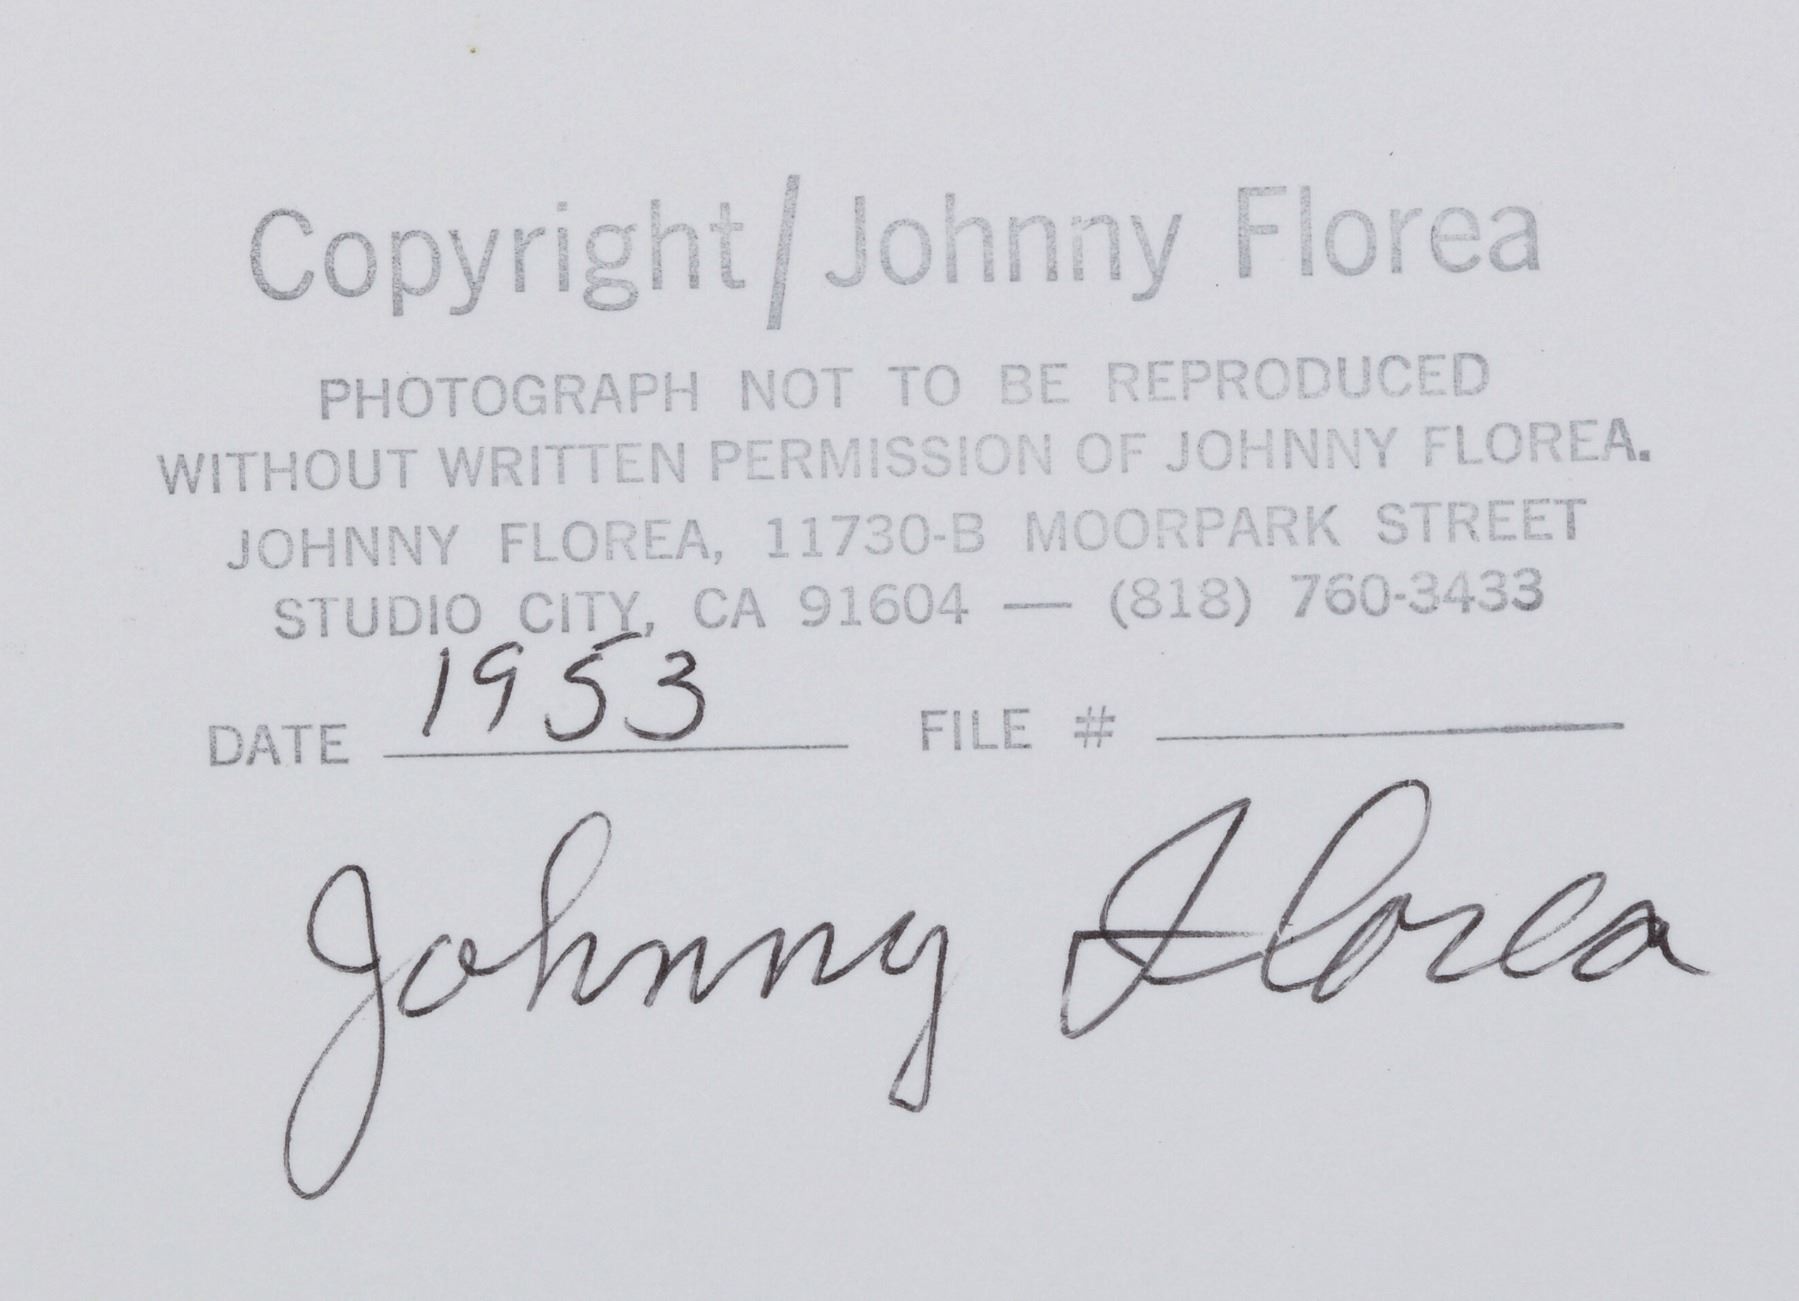 Copyright/Johnny Florea
PHOTOGRAPH NOT TO BE REPRODUCED
WITHOUT WRITTEN PERMISSION OF JOHNNY FLOREA.
JOHNNY FLOREA, 11730-B MOORPARK STREET
STUDIO CITY, CA 91604 — (818) 760-3433
DATE 1953 FILE #
Johnny Florea